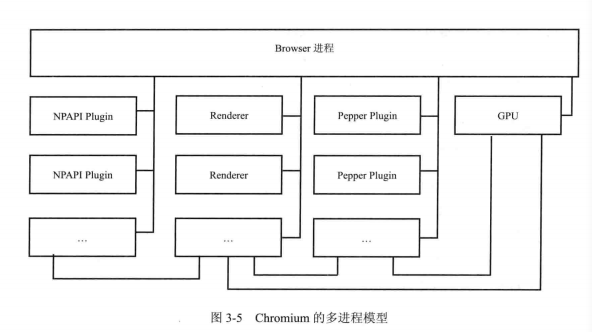 Browser 进程
NPAPI Plugin
Renderer
Pepper Plugin
GPU
NPAPI Plugin
Renderer
Pepper Plugin
…
…
…
图 3-5 Chromium 的多进程模型